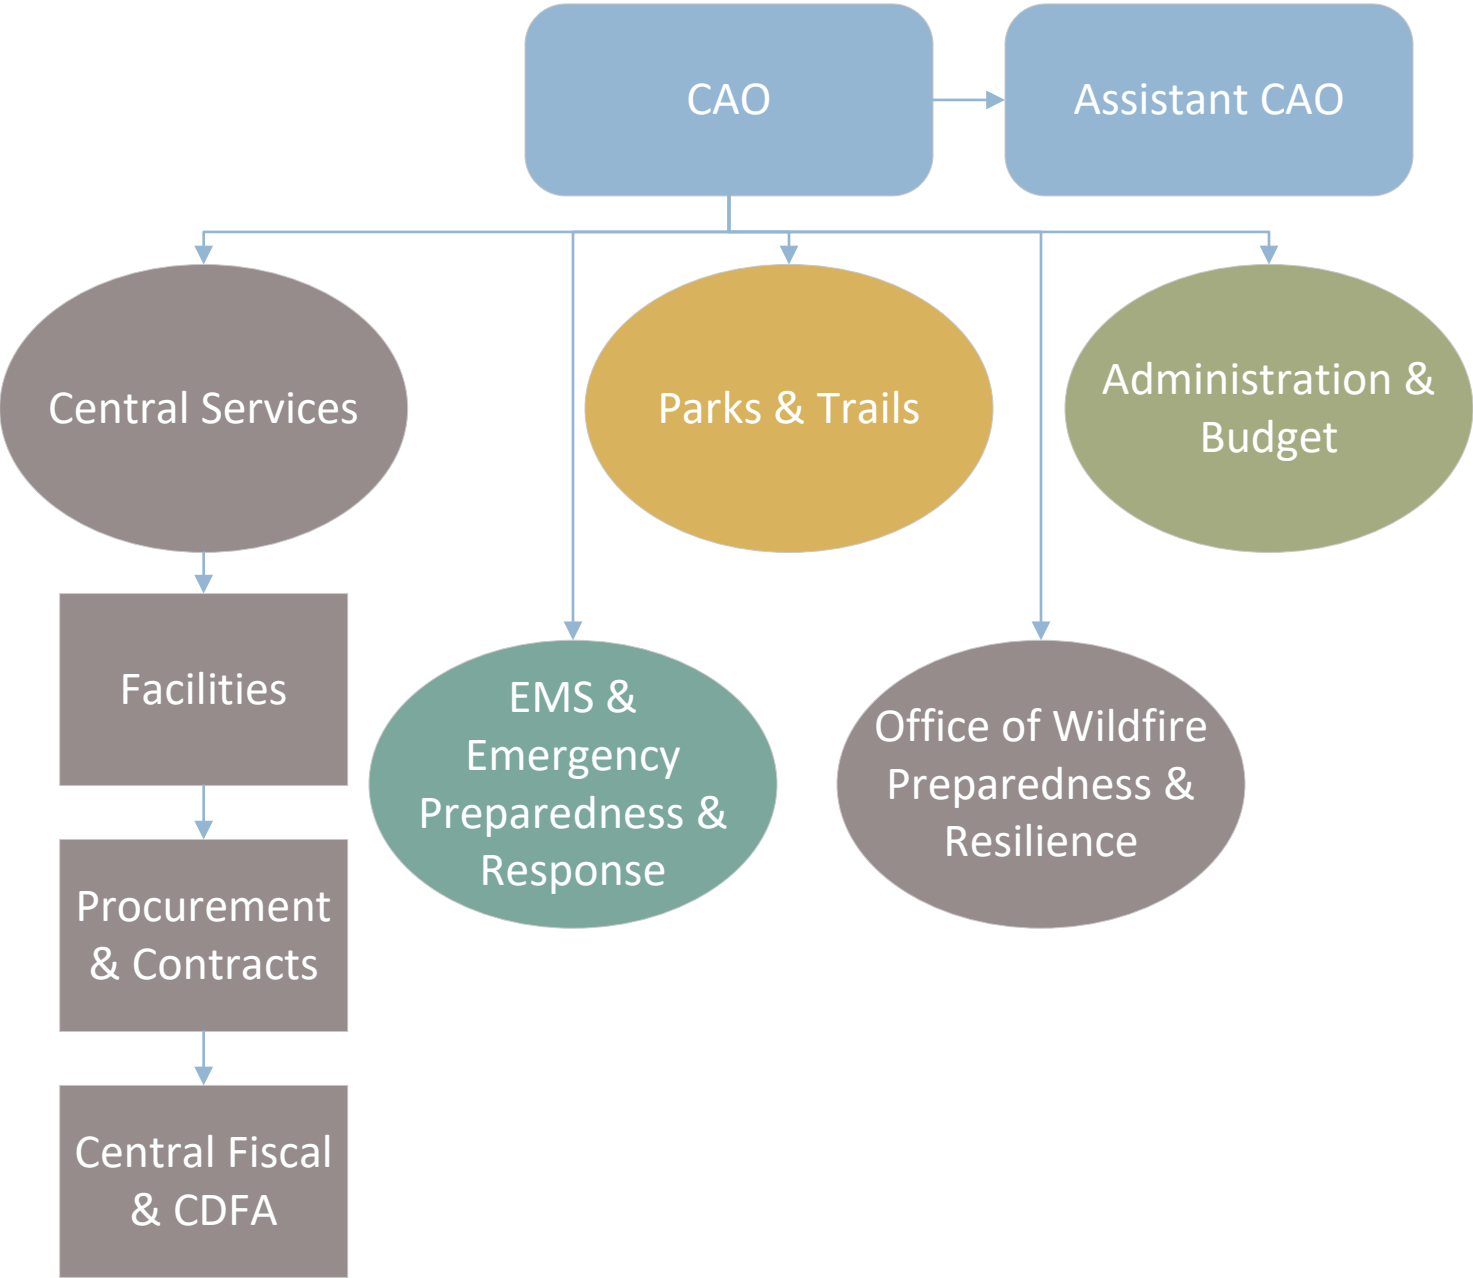 CAO
Assistant CAO
Central Services
Parks & Trails
Administration &
Budget
Facilities
EMS &
Emergency
Preparedness &
Response
Office of Wildfire
Preparedness &
Resilience
Procurement
& Contracts
Central Fiscal
& CDFA